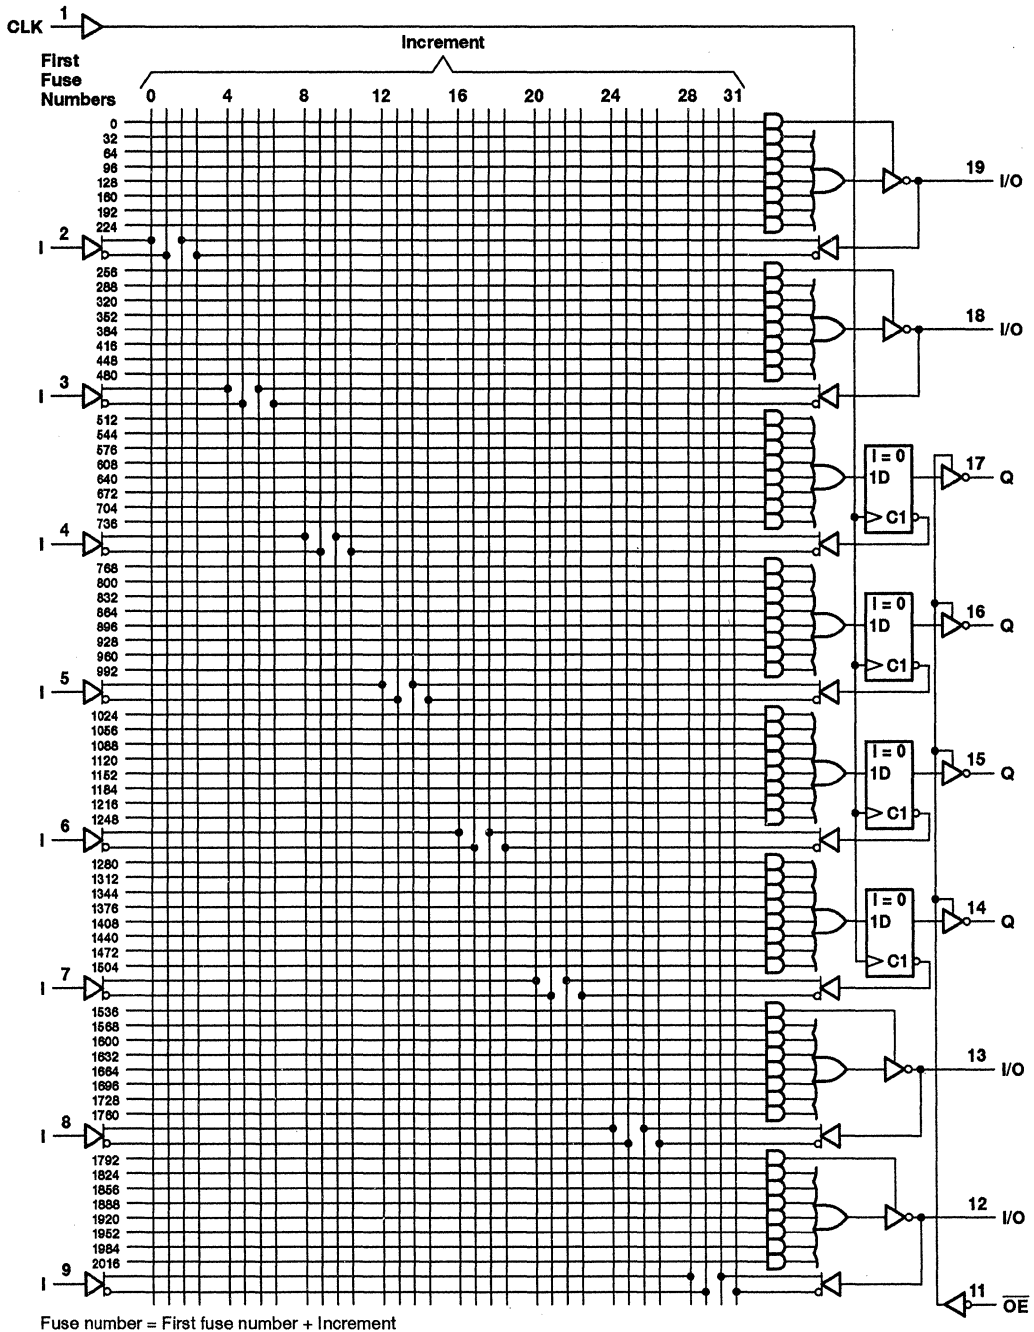 1
CLK
Increment
First
Fuse
Numbers
0 4 8 12 16 20 24 28 31
0
32
64
96
128
160
192
224
19
I/O
I 2
256
288
320
352
384
416
448
480
18
I/O
I 3
512
544
576
608
640
672
704
736
I = 0
1D
C1
17
Q
I 4
768
800
832
864
896
928
960
992
I = 0
1D
C1
16
Q
I 5
1024
1056
1088
1120
1152
1184
1216
1248
I = 0
1D
C1
15
Q
I 6
1280
1312
1344
1376
1408
1440
1472
1504
I = 0
1D
C1
14
Q
I 7
1536
1568
1600
1632
1664
1696
1728
1760
13
I/O
I 8
1792
1824
1856
1888
1920
1952
1984
2016
12
I/O
I 9
11
OE
Fuse number = First fuse number + Increment